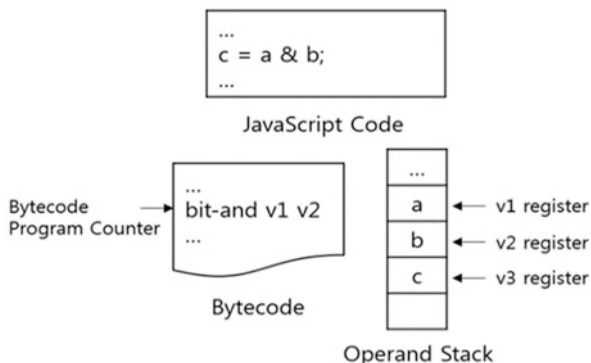 ...
c = a & b;
...
JavaScript Code
Bytecode
Program Counter
...
bit-and v1 v2
...
Bytecode
...
a
v1 register
b
v2 register
c
v3 register
Operand Stack